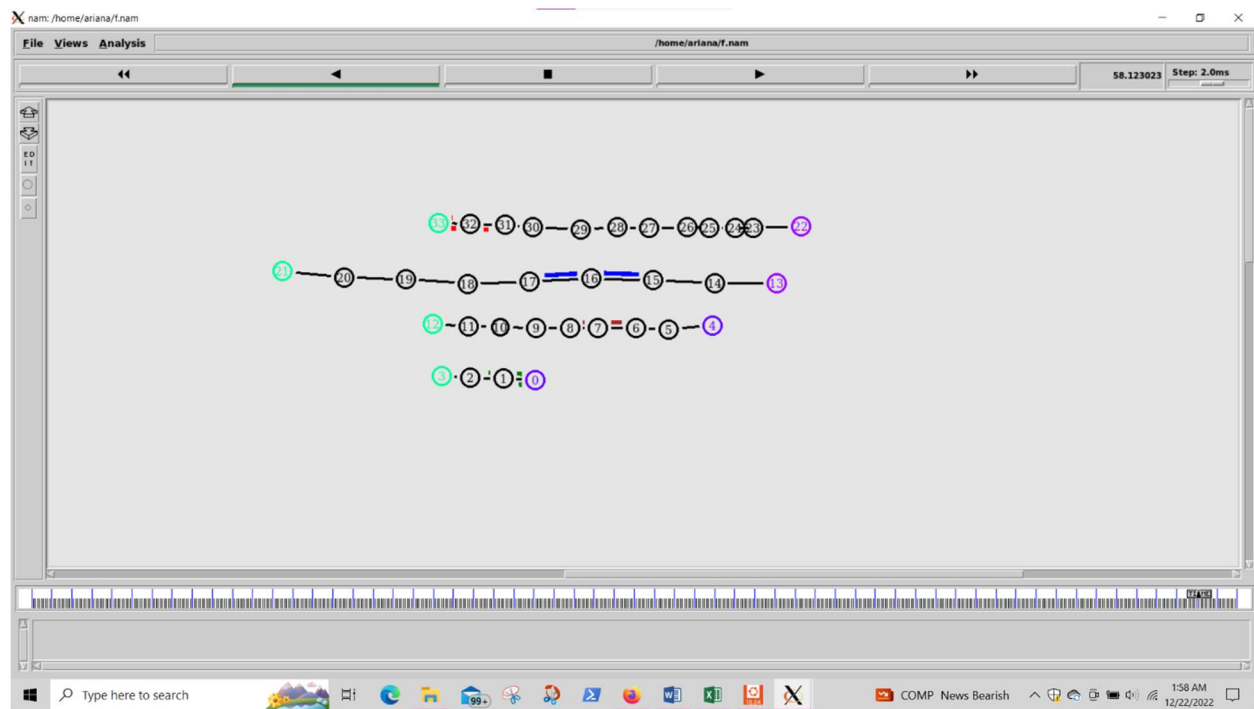 nam: /home/ariana/f.nam
File Views Analysis /home/ariana/f.nam
58.123023 Step: 2.0ms
ED
IT
33 32 31 30 29 28 27 26 25 24 23 22
21 20 19 18 17 16 15 14 13
12 11 10 9 8 7 6 5 4
3 2 1 0
TIME
Type here to search 99+ COMP News Bearish 1:58 AM
12/22/2022